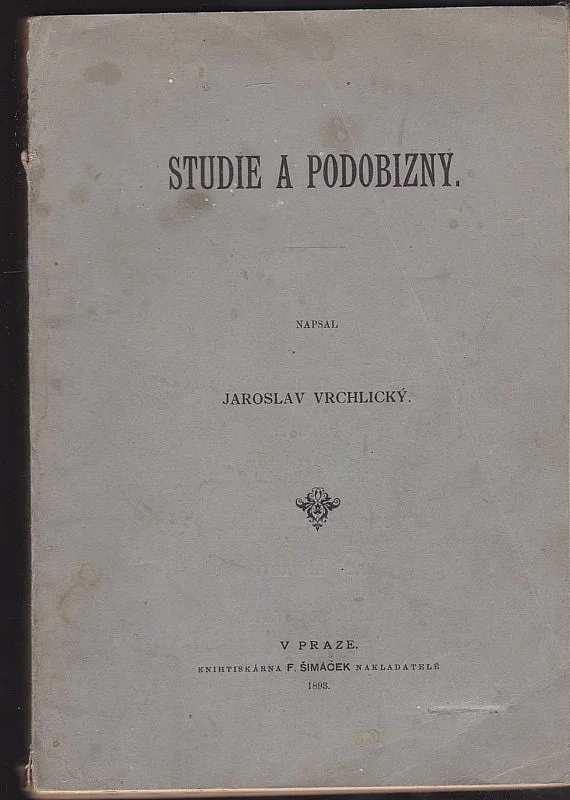 STUDIE A PODOBIZNY.
NAPSAL
JAROSLAV VRCHLICKÝ.
V PRAZE.
KNIHTISKÁRNA F. ŠIMÁČEK NAKLADATELÉ
1893.